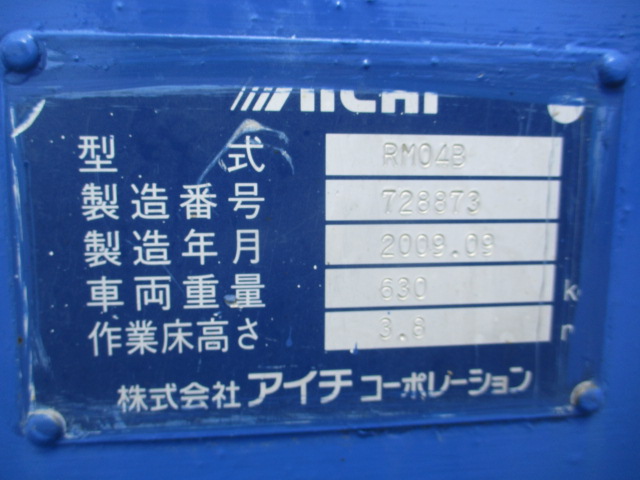 AICHI
型式 RM04B
製造番号 728873
製造年月 2009.09
車両重量 630 k
作業床高さ 3.8
株式会社 アイチ コーポレーション